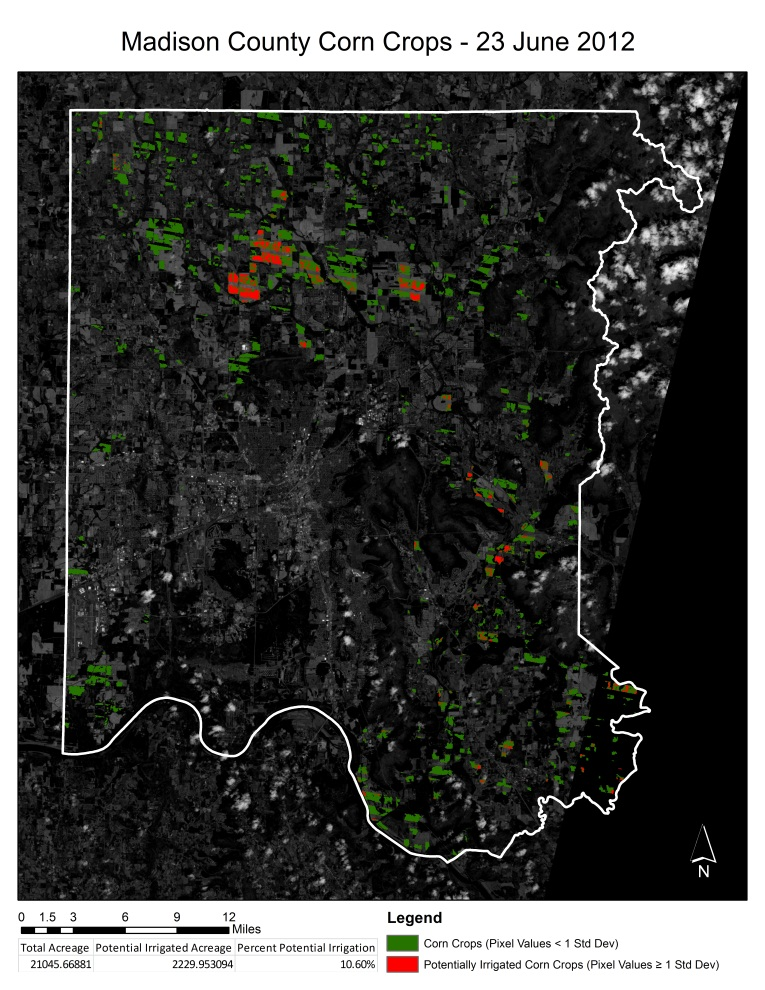 Madison County Corn Crops - 23 June 2012
N
0 1.5 3 6 9 12
Miles
Legend
Corn Crops (Pixel Values < 1 Std Dev)
Potentially Irrigated Corn Crops (Pixel Values ≥ 1 Std Dev)
Total Acreage Potential Irrigated Acreage Percent Potential Irrigation
21045.66881 2229.953094 10.60%